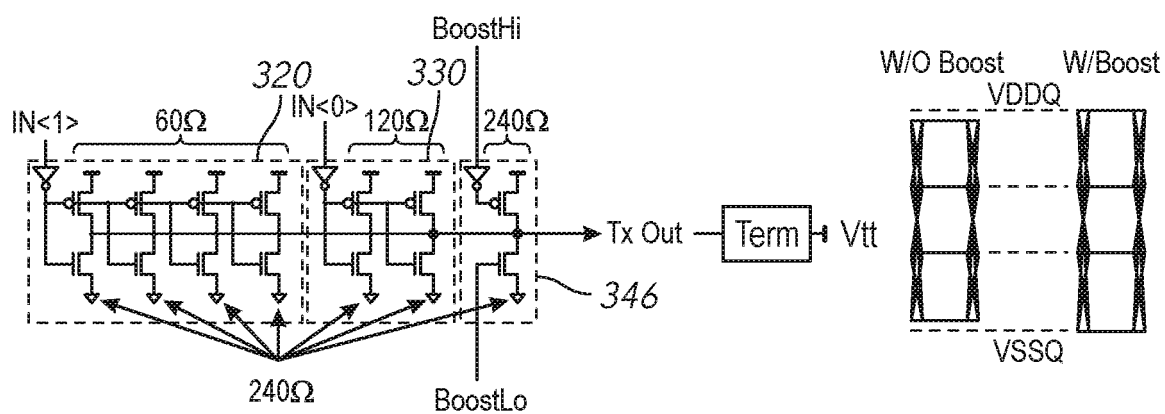 BoostHi
W/O Boost
W/Boost
320
330
VDDQ
IN<1>
60Ω
IN<0>
120Ω
240Ω
Tx Out
Term
Vtt
346
240Ω
BoostLo
VSSQ